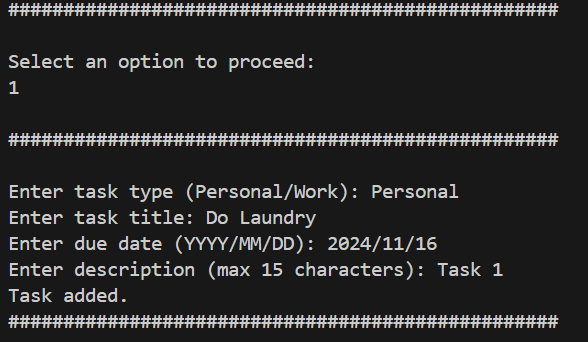 ##################################################
Select an option to proceed:
1
##################################################
Enter task type (Personal/Work): Personal
Enter task title: Do Laundry
Enter due date (YYYY/MM/DD): 2024/11/16
Enter description (max 15 characters): Task 1
Task added.
##################################################